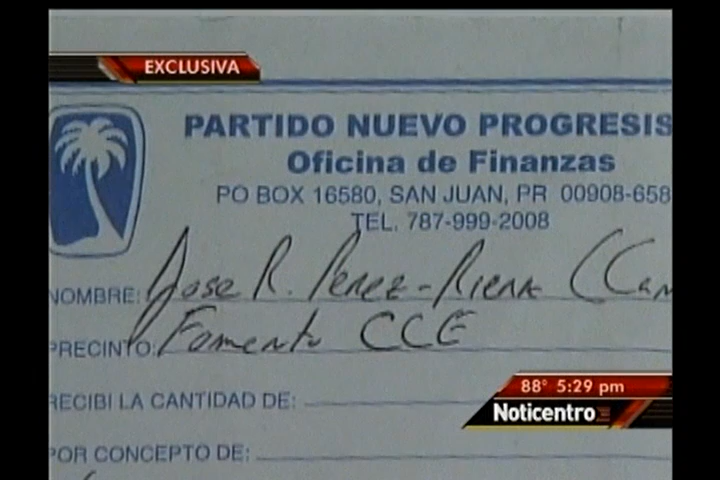 EXCLUSIVA
PARTIDO NUEVO PROGRESIS
Oficina de Finanzas
PO BOX 16580, SAN JUAN, PR 00908-658
TEL. 787-999-2008
NOMBRE: Jose R. Perez-Riera (Cam
PRECINTO: Fomento CCE
RECIBI LA CANTIDAD DE:
POR CONCEPTO DE:
88° 5:29 pm
Noticentro